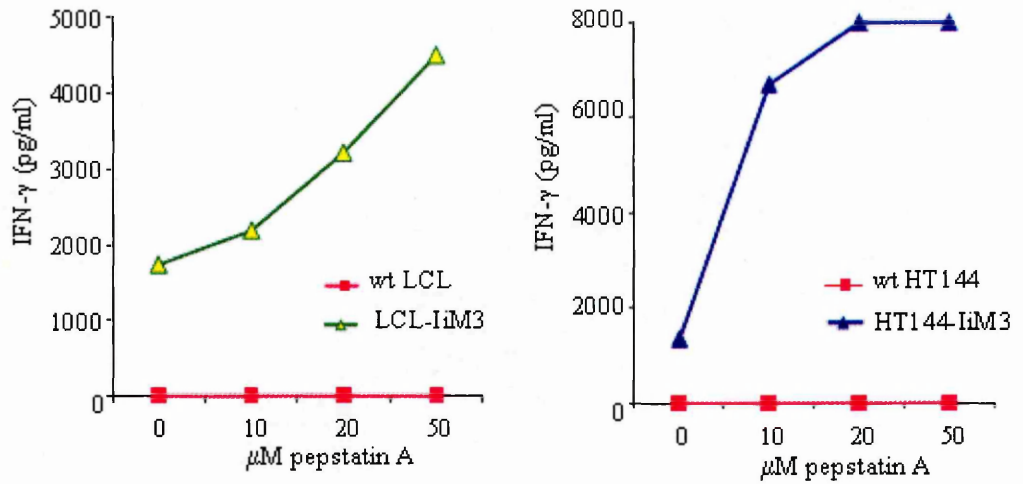 5000
4000
3000
2000
1000
0
IFN-γ (pg/ml)
wt LCL
LCL-IiM3
0 10 20 50
μM pepstatin A
8000
6000
4000
2000
0
IFN-γ (pg/ml)
wt HT144
HT144-IiM3
0 10 20 50
μM pepstatin A